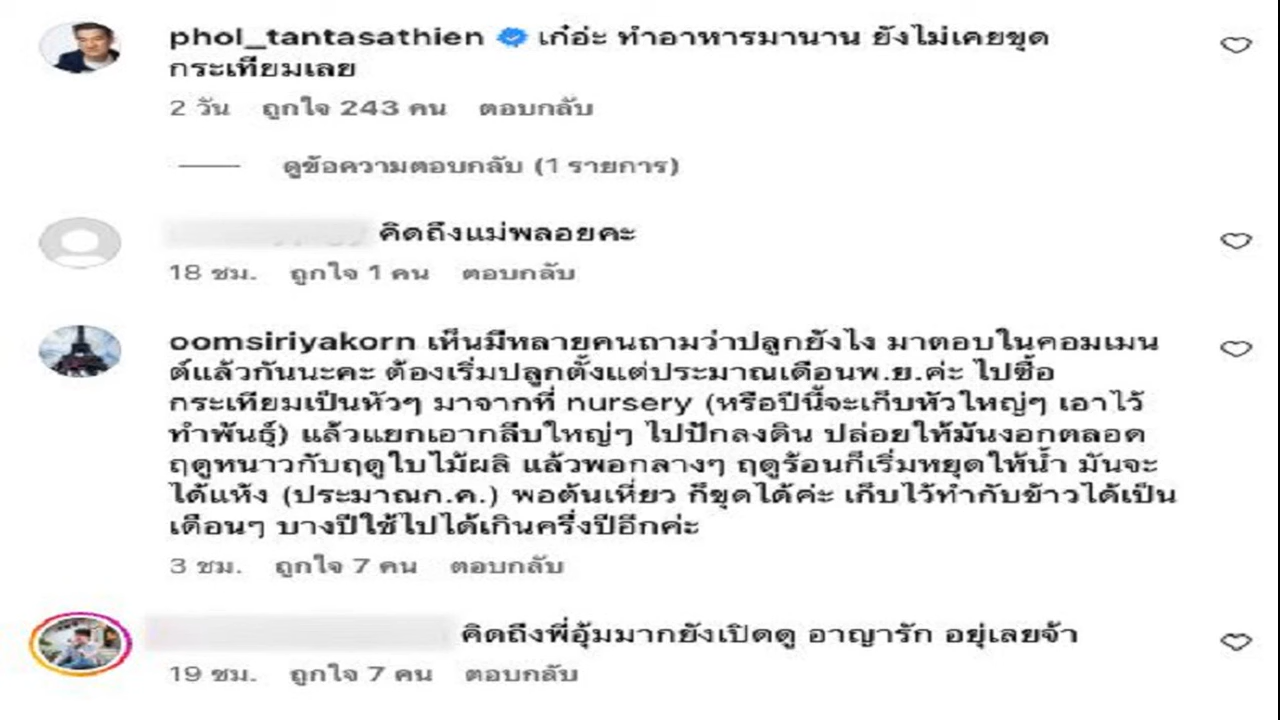 phol_tantasathien เก๋อ่ะ ทำอาหารมานาน ยังไม่เคยขุด
กระเทียมเลย
2 วัน ถูกใจ 243 คน ตอบกลับ
ดูข้อความตอบกลับ (1 รายการ)
คิดถึงแม่พลอยคะ
18 ชม. ถูกใจ 1 คน ตอบกลับ
oomsiriyakorn เห็นมีหลายคนถามว่าปลูกยังไง มาตอบในคอมเมน
ต์แล้วกันนะคะ ต้องเริ่มปลูกตั้งแต่ประมาณเดือนพ.ย.ค่ะ ไปซื้อ
กระเทียมเป็นหัวๆ มาจากที่ nursery (หรือปีนี้จะเก็บหัวใหญ่ๆ เอาไว้
ทำพันธุ์) แล้วแยกเอากลีบใหญ่ๆ ไปปักลงดิน ปล่อยให้มันงอกตลอด
ฤดูหนาวกับฤดูใบไม้ผลิ แล้วพอกลางๆ ฤดูร้อนก็เริ่มหยุดให้น้ำ มันจะ
ได้แห้ง (ประมาณก.ค.) พอต้นเหี่ยว ก็ขุดได้ค่ะ เก็บไว้ทำกับข้าวได้เป็น
เดือนๆ บางปีใช้ไปได้เกินครึ่งปีอีกค่ะ
3 ชม. ถูกใจ 7 คน ตอบกลับ
คิดถึงพี่อุ้มมากยังเปิดดู อาญารัก อยู่เลยจ้า
19 ชม. ถูกใจ 7 คน ตอบกลับ